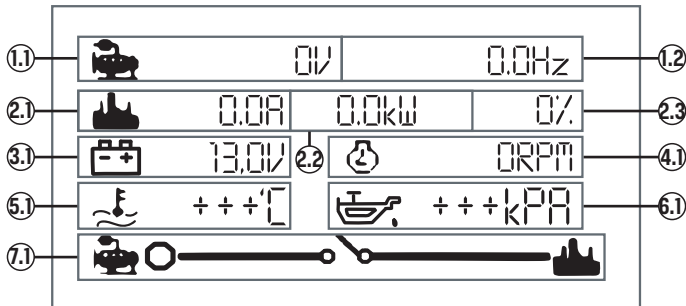 1.1 0V 0.0Hz 1.2
2.1 0.0A 0.0kW 0% 2.3
3.1 - + 13,0V 2.2 0RPM 4.1
5.1 +++°C +++kPA 6.1
7.1